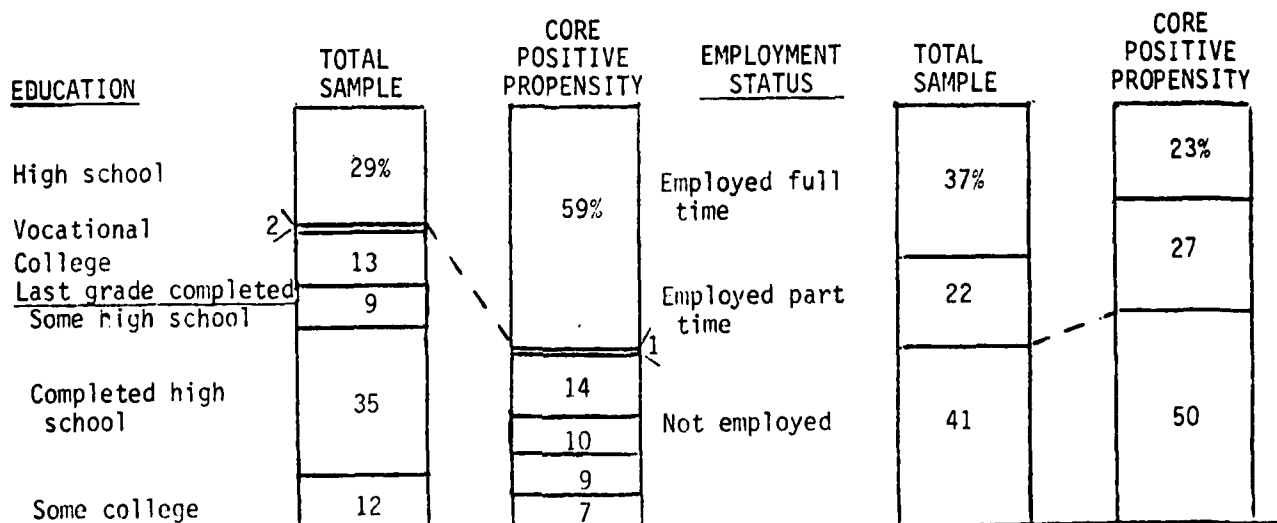 EDUCATION
TOTAL
SAMPLE
CORE
POSITIVE
PROPENSITY
High school
29%
59%
Vocational
2
1
College
13
14
Last grade completed
Some high school
9
10
Completed high
school
35
9
Some college
12
7
EMPLOYMENT
STATUS
TOTAL
SAMPLE
CORE
POSITIVE
PROPENSITY
Employed full
time
37%
23%
Employed part
time
22
27
Not employed
41
50